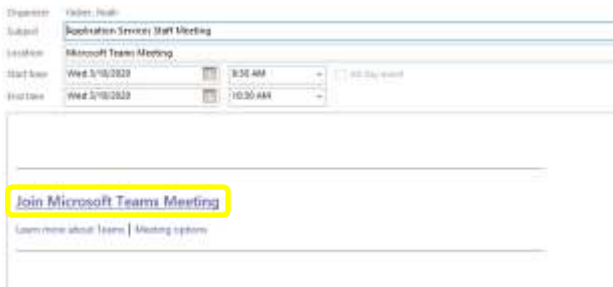 Organizer
Subject Application Services Staff Meeting
Location Microsoft Teams Meeting
Start time Wed 3/18/2020 9:30 AM All day event
End time Wed 3/18/2020 10:30 AM
Join Microsoft Teams Meeting
Learn more about Teams | Meeting options